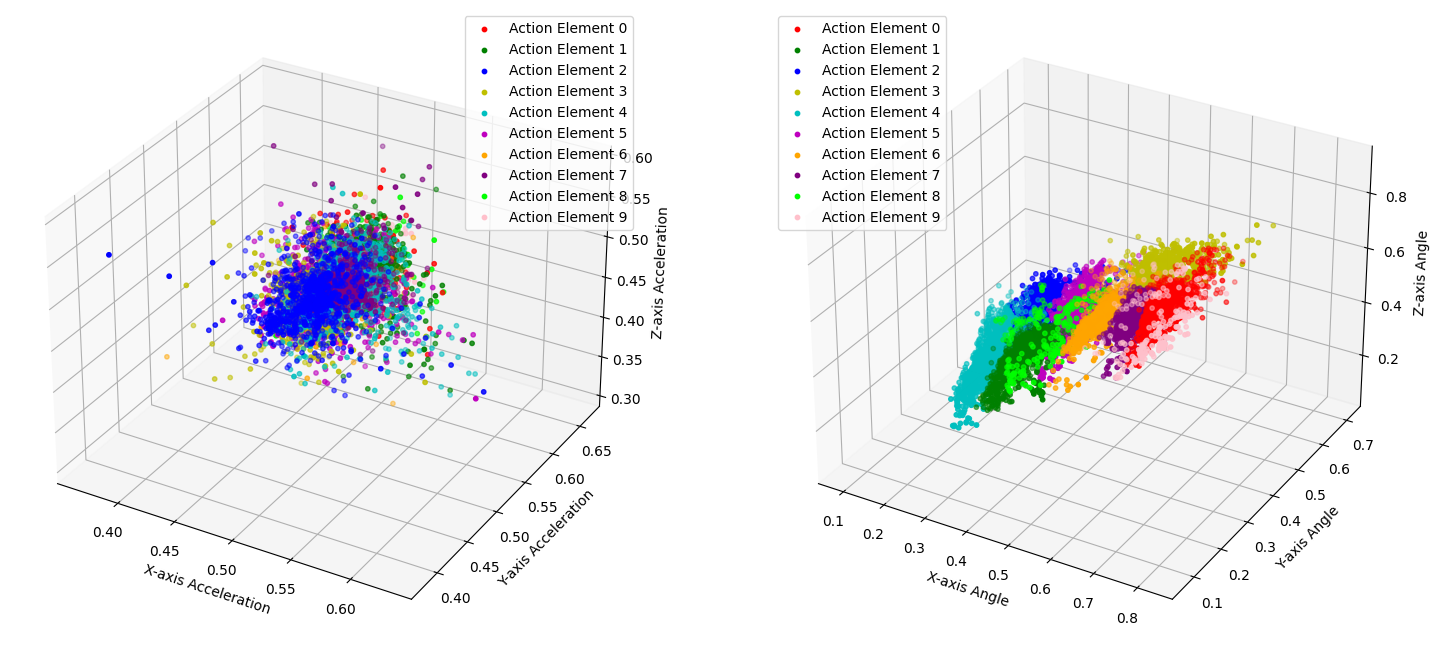 Action Element 0
Action Element 1
Action Element 2
Action Element 3
Action Element 4
Action Element 5
Action Element 6
Action Element 7
Action Element 8
Action Element 9
0.60
0.55
0.50
0.45
0.40
0.35
0.30
Z-axis Acceleration
0.65
0.60
0.55
0.50
0.45
0.40
Y-axis Acceleration
0.40
0.45
0.50
0.55
0.60
X-axis Acceleration
Action Element 0
Action Element 1
Action Element 2
Action Element 3
Action Element 4
Action Element 5
Action Element 6
Action Element 7
Action Element 8
Action Element 9
0.8
0.6
0.4
0.2
Z-axis Angle
0.7
0.6
0.5
0.4
0.3
0.2
0.1
Y-axis Angle
0.1
0.2
0.3
0.4
0.5
0.6
0.7
0.8
X-axis Angle